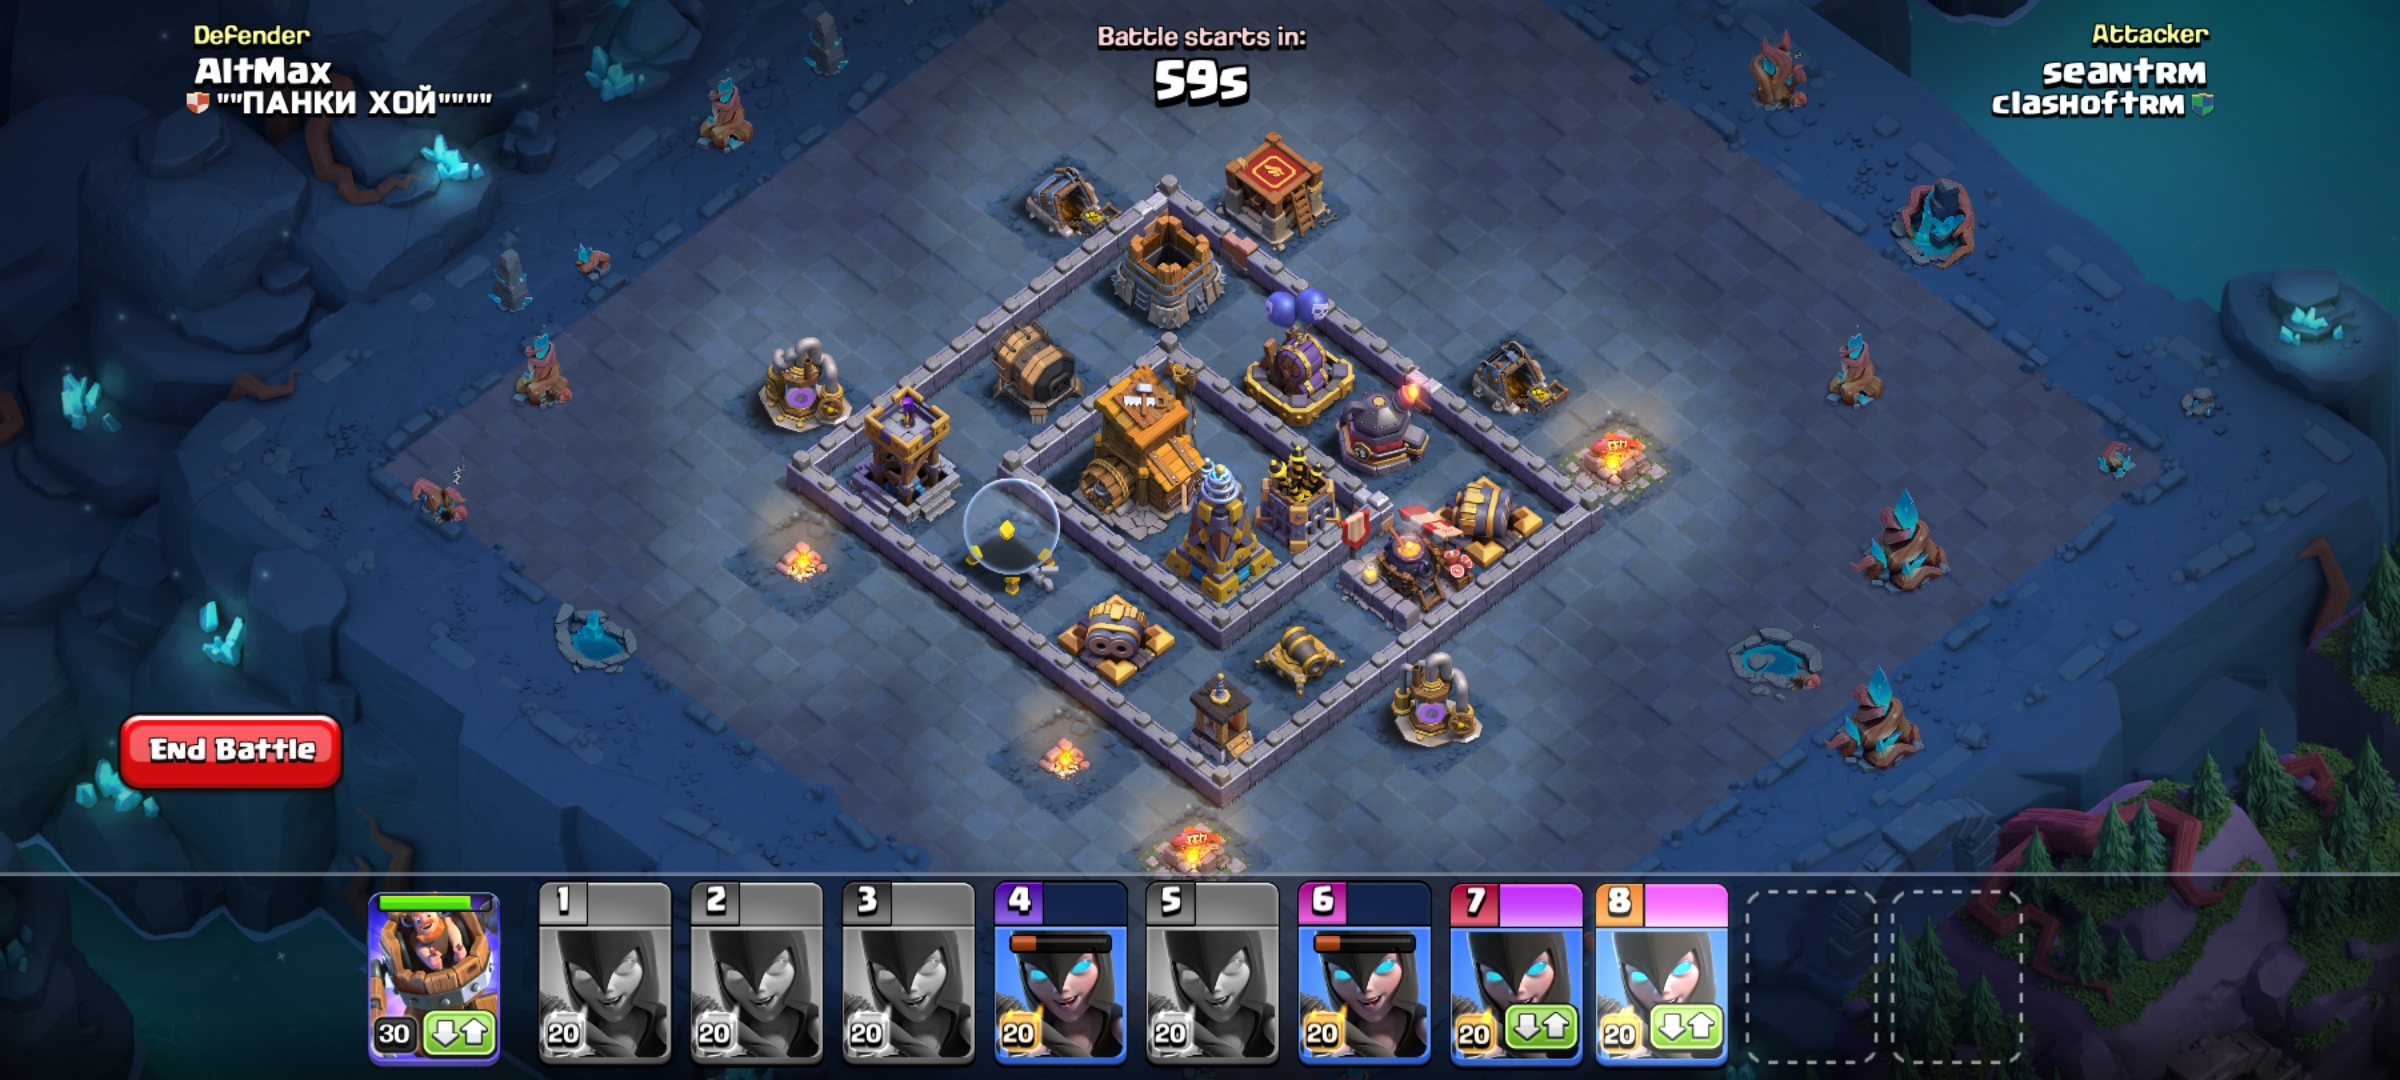 Defender
AltMax
""ПАНКИ ХОЙ""""
Battle starts in:
59s
Attacker
seantrm
clashoftrm
End Battle
30
1
20
2
20
3
20
4
20
5
20
6
20
7
20
8
20